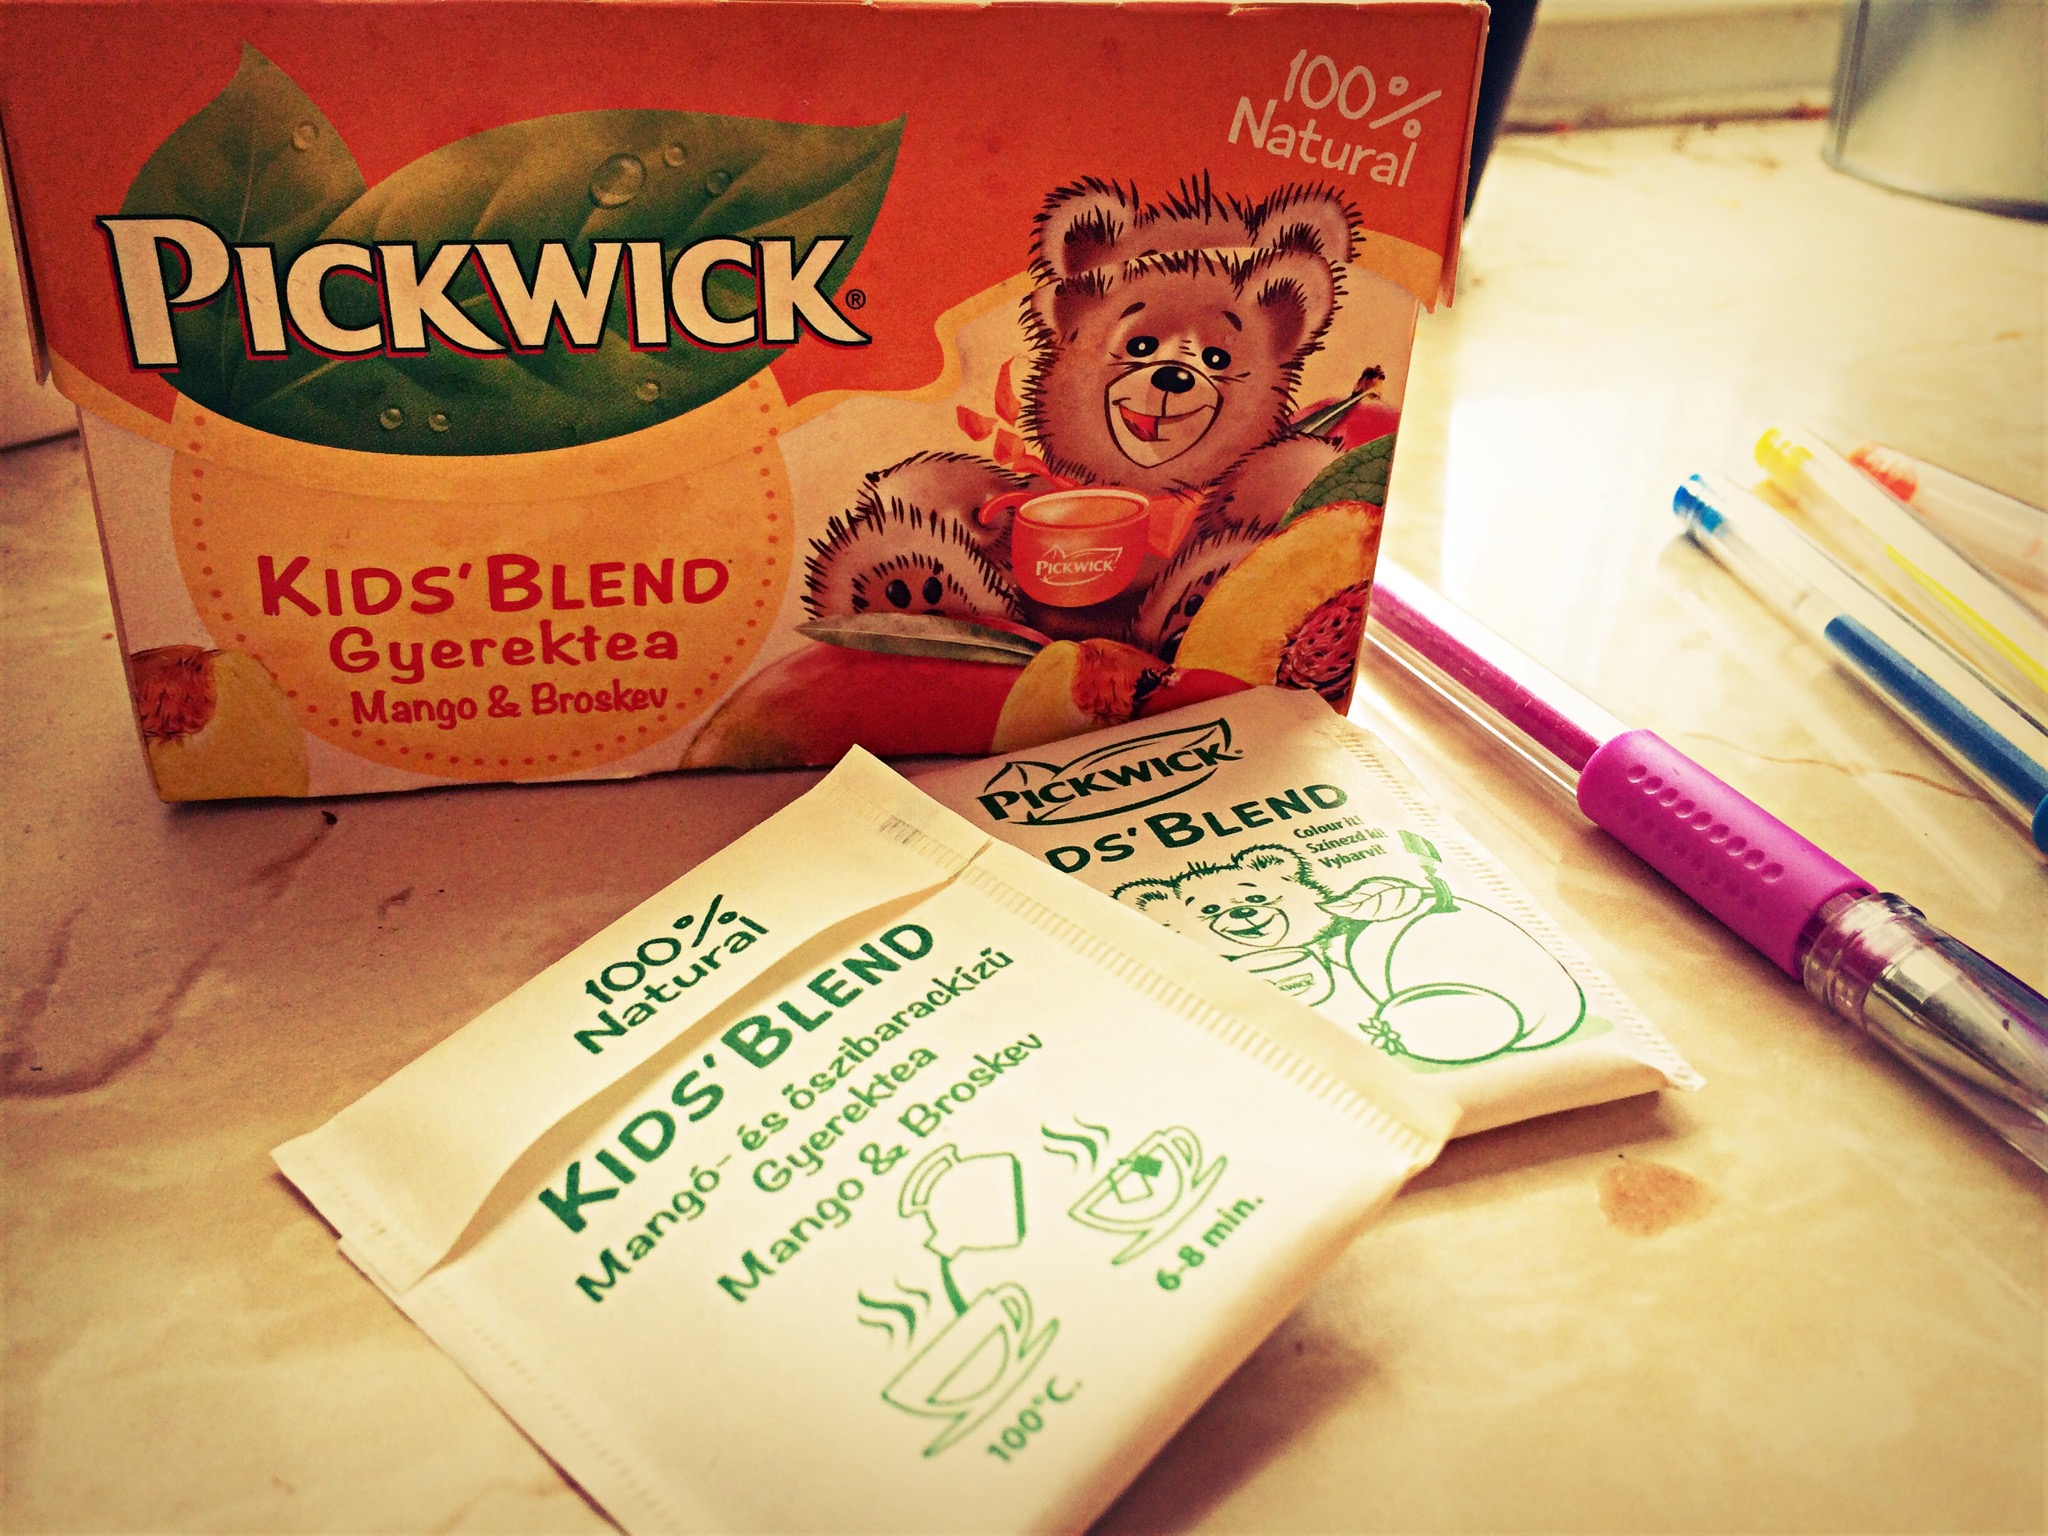 100%
Natural
PICKWICK®
KIDS' BLEND
Gyerektea
Mango & Broskev
PICKWICK
PICKWICK
DS' BLEND
Colour it!
Színezd ki!
Vybarvi!
100%
Natural
KIDS' BLEND
Mangó- és őszibarackízű
Gyerektea
Mango & Broskev
6-8 min.
100°C.